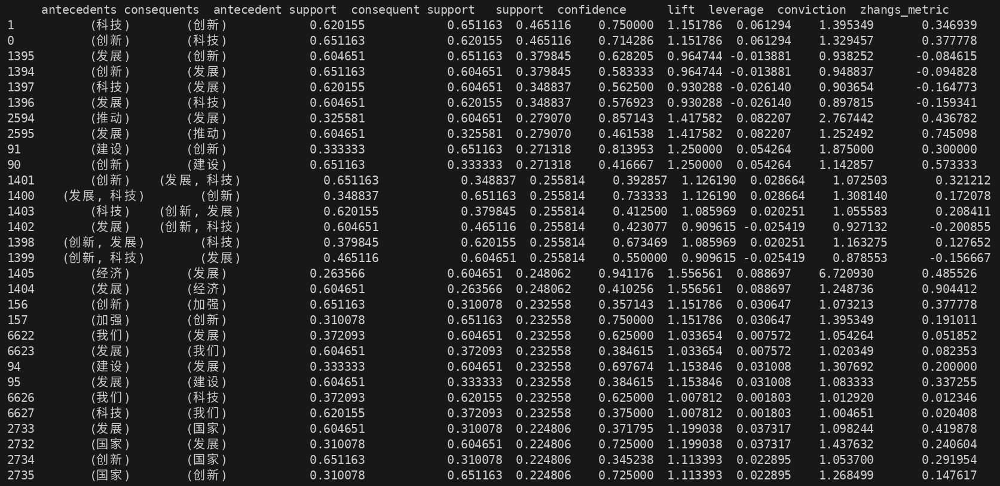 antecedents consequents antecedent support consequent support support confidence lift leverage conviction zhangs_metric
1 (科技) (创新) 0.620155 0.651163 0.465116 0.750000 1.151786 0.061294 1.395349 0.346939
0 (创新) (科技) 0.651163 0.620155 0.465116 0.714286 1.151786 0.061294 1.329457 0.377778
1395 (发展) (创新) 0.604651 0.651163 0.379845 0.628205 0.964744 -0.013881 0.938252 -0.084615
1394 (创新) (发展) 0.651163 0.604651 0.379845 0.583333 0.964744 -0.013881 0.948837 -0.094828
1397 (科技) (发展) 0.620155 0.604651 0.348837 0.562500 0.930288 -0.026140 0.903654 -0.164773
1396 (发展) (科技) 0.604651 0.620155 0.348837 0.576923 0.930288 -0.026140 0.897815 -0.159341
2594 (推动) (发展) 0.325581 0.604651 0.279070 0.857143 1.417582 0.082207 2.767442 0.436782
2595 (发展) (推动) 0.604651 0.325581 0.279070 0.461538 1.417582 0.082207 1.252492 0.745098
91 (建设) (创新) 0.333333 0.651163 0.271318 0.813953 1.250000 0.054264 1.875000 0.300000
90 (创新) (建设) 0.651163 0.333333 0.271318 0.416667 1.250000 0.054264 1.142857 0.573333
1401 (创新) (发展, 科技) 0.651163 0.348837 0.255814 0.392857 1.126190 0.028664 1.072503 0.321212
1400 (发展, 科技) (创新) 0.348837 0.651163 0.255814 0.733333 1.126190 0.028664 1.308140 0.172078
1403 (科技) (创新, 发展) 0.620155 0.379845 0.255814 0.412500 1.085969 0.020251 1.055583 0.208411
1402 (发展) (创新, 科技) 0.604651 0.465116 0.255814 0.423077 0.909615 -0.025419 0.927132 -0.200855
1398 (创新, 发展) (科技) 0.379845 0.620155 0.255814 0.673469 1.085969 0.020251 1.163275 0.127652
1399 (创新, 科技) (发展) 0.465116 0.604651 0.255814 0.550000 0.909615 -0.025419 0.878553 -0.156667
1405 (经济) (发展) 0.263566 0.604651 0.248062 0.941176 1.556561 0.088697 6.720930 0.485526
1404 (发展) (经济) 0.604651 0.263566 0.248062 0.410256 1.556561 0.088697 1.248736 0.904412
156 (创新) (加强) 0.651163 0.310078 0.232558 0.357143 1.151786 0.030647 1.073213 0.377778
157 (加强) (创新) 0.310078 0.651163 0.232558 0.750000 1.151786 0.030647 1.395349 0.191011
6622 (我们) (发展) 0.372093 0.604651 0.232558 0.625000 1.033654 0.007572 1.054264 0.051852
6623 (发展) (我们) 0.604651 0.372093 0.232558 0.384615 1.033654 0.007572 1.020349 0.082353
94 (建设) (发展) 0.333333 0.604651 0.232558 0.697674 1.153846 0.031008 1.307692 0.200000
95 (发展) (建设) 0.604651 0.333333 0.232558 0.384615 1.153846 0.031008 1.083333 0.337255
6626 (我们) (科技) 0.372093 0.620155 0.232558 0.625000 1.007812 0.001803 1.012920 0.012346
6627 (科技) (我们) 0.620155 0.372093 0.232558 0.375000 1.007812 0.001803 1.004651 0.020408
2733 (发展) (国家) 0.604651 0.310078 0.224806 0.371795 1.199038 0.037317 1.098244 0.419878
2732 (国家) (发展) 0.310078 0.604651 0.224806 0.725000 1.199038 0.037317 1.437632 0.240604
2734 (创新) (国家) 0.651163 0.310078 0.224806 0.345238 1.113393 0.022895 1.053700 0.291954
2735 (国家) (创新) 0.310078 0.651163 0.224806 0.725000 1.113393 0.022895 1.268499 0.147617